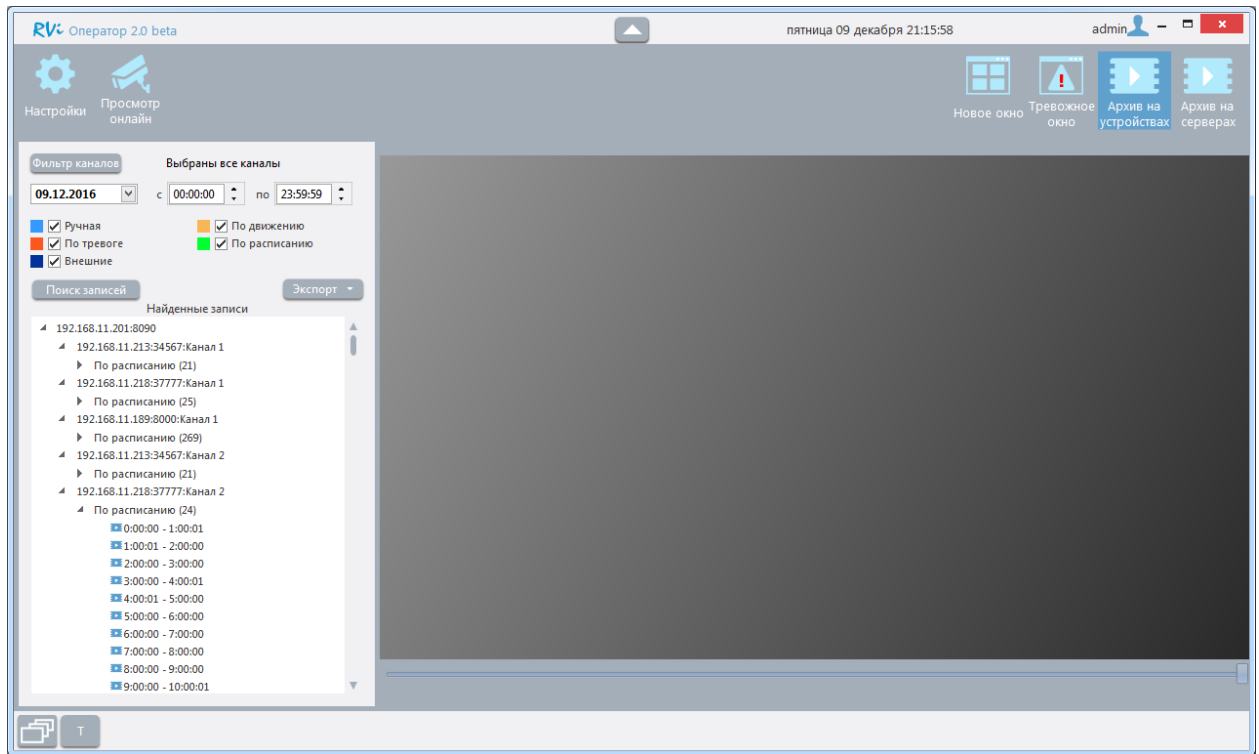 RVi Оператор 2.0 beta
пятница 09 декабря 21:15:58
admin
Настройки
Просмотр
онлайн
Новое окно
Тревожное
окно
Архив на
устройствах
Архив на
серверах
Фильтр каналов
Выбраны все каналы
09.12.2016 с 00:00:00 по 23:59:59
Ручная
По движению
По тревоге
По расписанию
Внешние
Поиск записей
Экспорт
Найденные записи
192.168.11.201:8090
192.168.11.213:34567:Канал 1
По расписанию (21)
192.168.11.218:37777:Канал 1
По расписанию (25)
192.168.11.189:8000:Канал 1
По расписанию (269)
192.168.11.213:34567:Канал 2
По расписанию (21)
192.168.11.218:37777:Канал 2
По расписанию (24)
0:00:00 - 1:00:01
1:00:01 - 2:00:00
2:00:00 - 3:00:00
3:00:00 - 4:00:01
4:00:01 - 5:00:00
5:00:00 - 6:00:00
6:00:00 - 7:00:00
7:00:00 - 8:00:00
8:00:00 - 9:00:00
9:00:00 - 10:00:01
Т